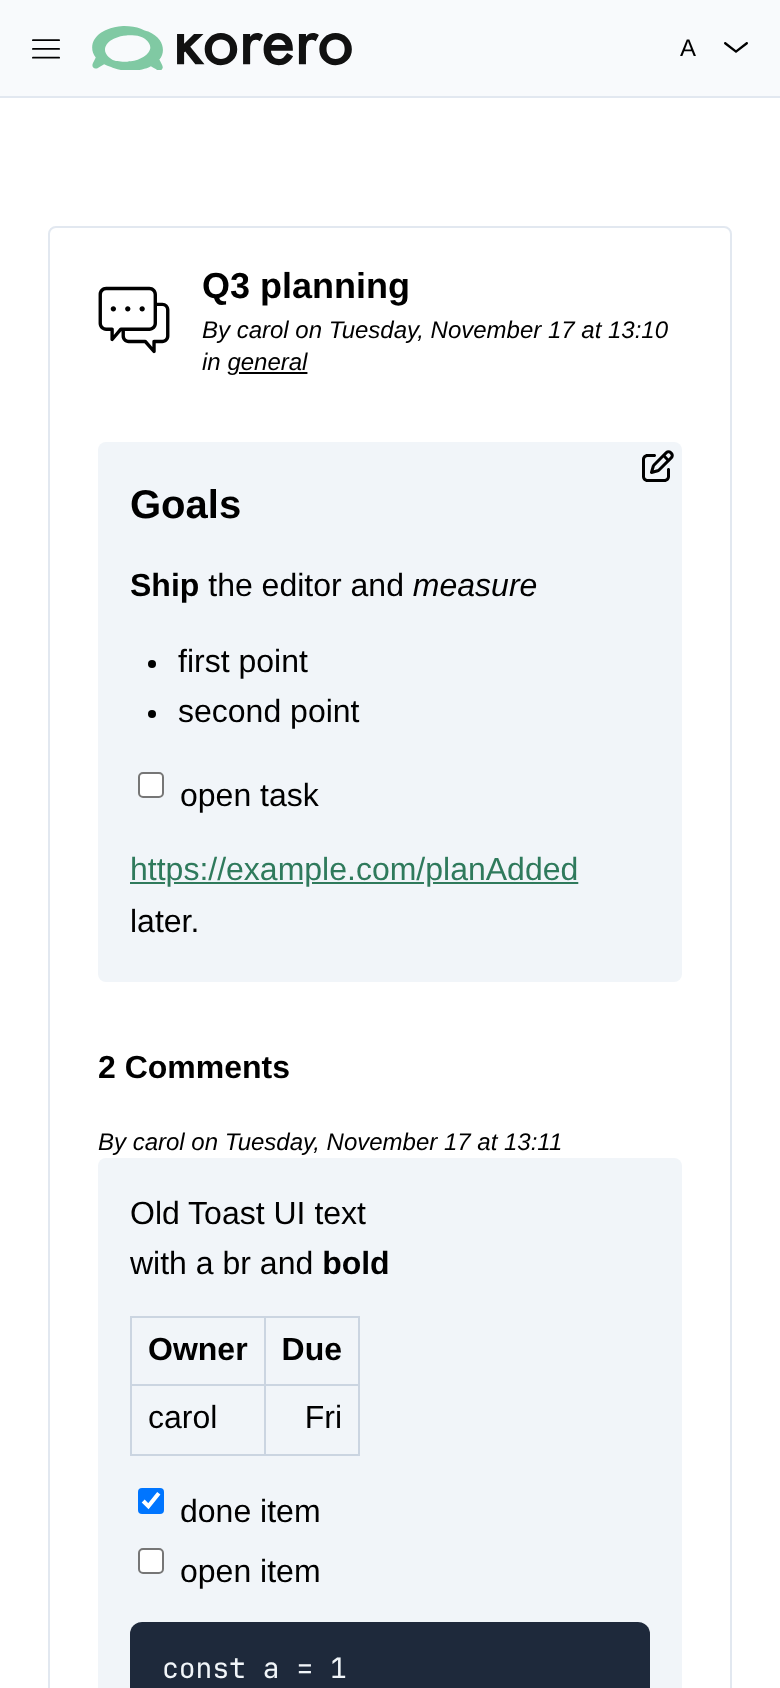 Korero
A
Q3 planning
By carol on Tuesday, November 17 at 13:10
in general
Goals
Ship the editor and measure
first point
second point
open task
https://example.com/planAdded
later.
2 Comments
By carol on Tuesday, November 17 at 13:11
Old Toast UI text
with a br and bold
Owner Due
carol Fri
done item
open item
const a = 1